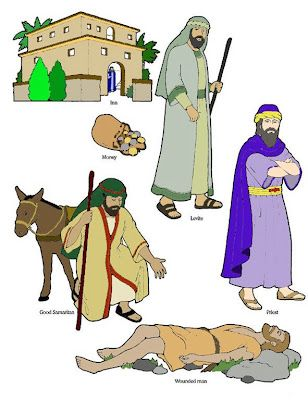 Inn
Money
Levite
Good Samaritan
Priest
Wounded man